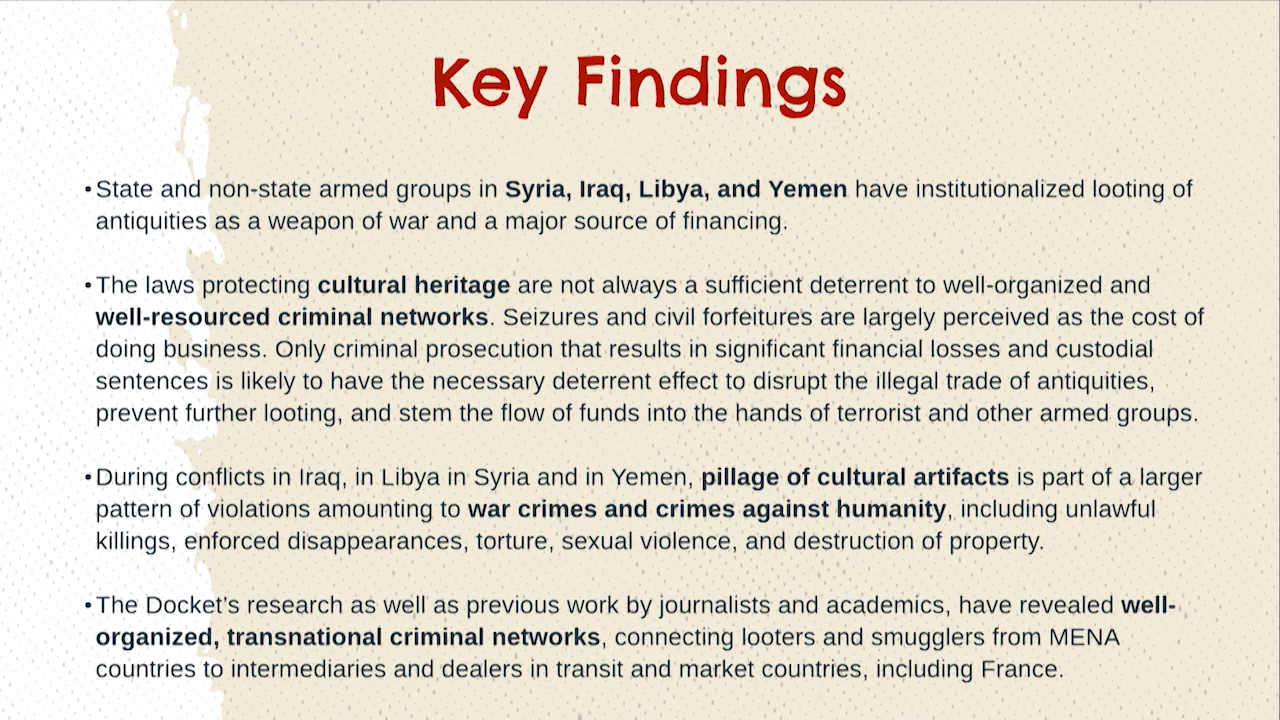 Key Findings
•State and non-state armed groups in Syria, Iraq, Libya, and Yemen have institutionalized looting of
antiquities as a weapon of war and a major source of financing.
•The laws protecting cultural heritage are not always a sufficient deterrent to well-organized and
well-resourced criminal networks. Seizures and civil forfeitures are largely perceived as the cost of
doing business. Only criminal prosecution that results in significant financial losses and custodial
sentences is likely to have the necessary deterrent effect to disrupt the illegal trade of antiquities,
prevent further looting, and stem the flow of funds into the hands of terrorist and other armed groups.
•During conflicts in Iraq, in Libya in Syria and in Yemen, pillage of cultural artifacts is part of a larger
pattern of violations amounting to war crimes and crimes against humanity, including unlawful
killings, enforced disappearances, torture, sexual violence, and destruction of property.
•The Docket's research as well as previous work by journalists and academics, have revealed well-
organized, transnational criminal networks, connecting looters and smugglers from MENA
countries to intermediaries and dealers in transit and market countries, including France.